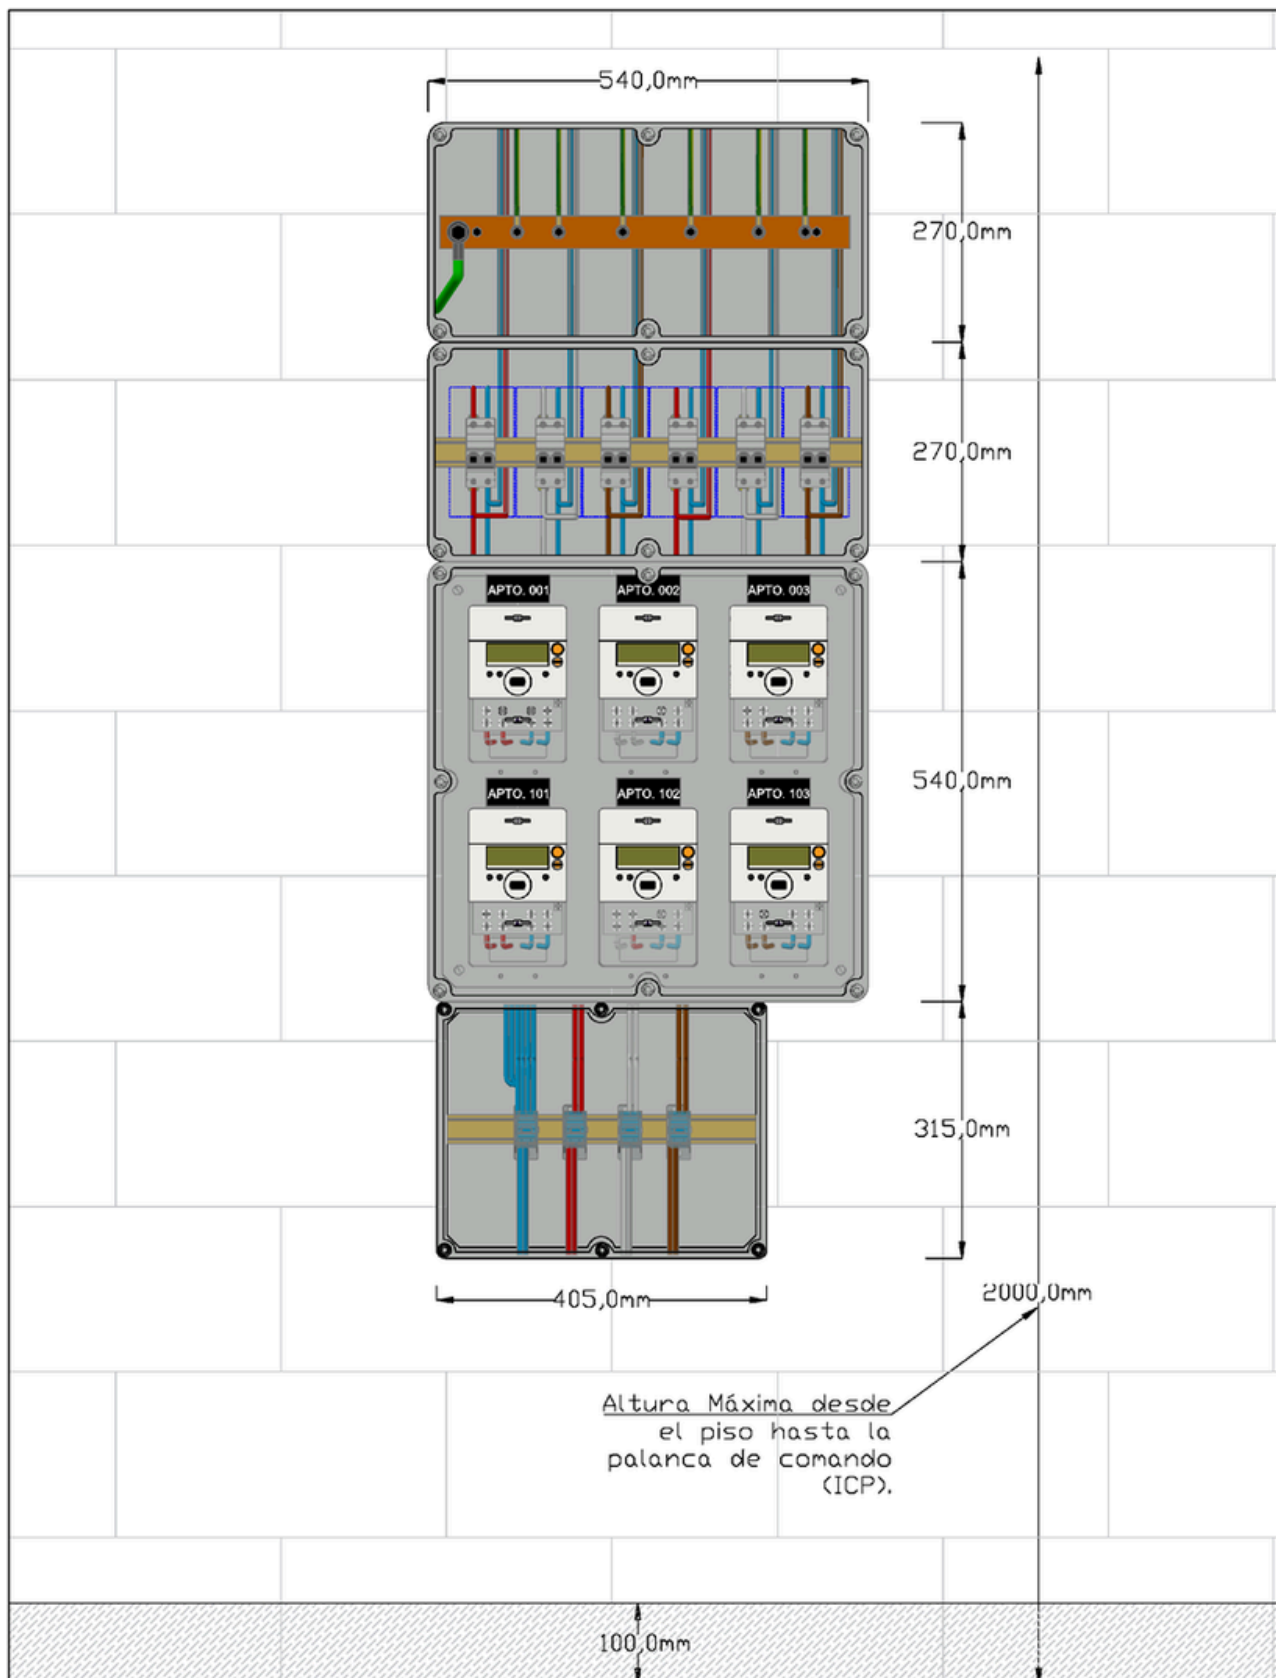 540,0mm
270,0mm
270,0mm
APTO. 001
APTO. 002
APTO. 003
540,0mm
APTO. 101
APTO. 102
APTO. 103
315,0mm
405,0mm
2000,0mm
Altura Máxima desde
el piso hasta la
palanca de comando
(ICP).
100,0mm